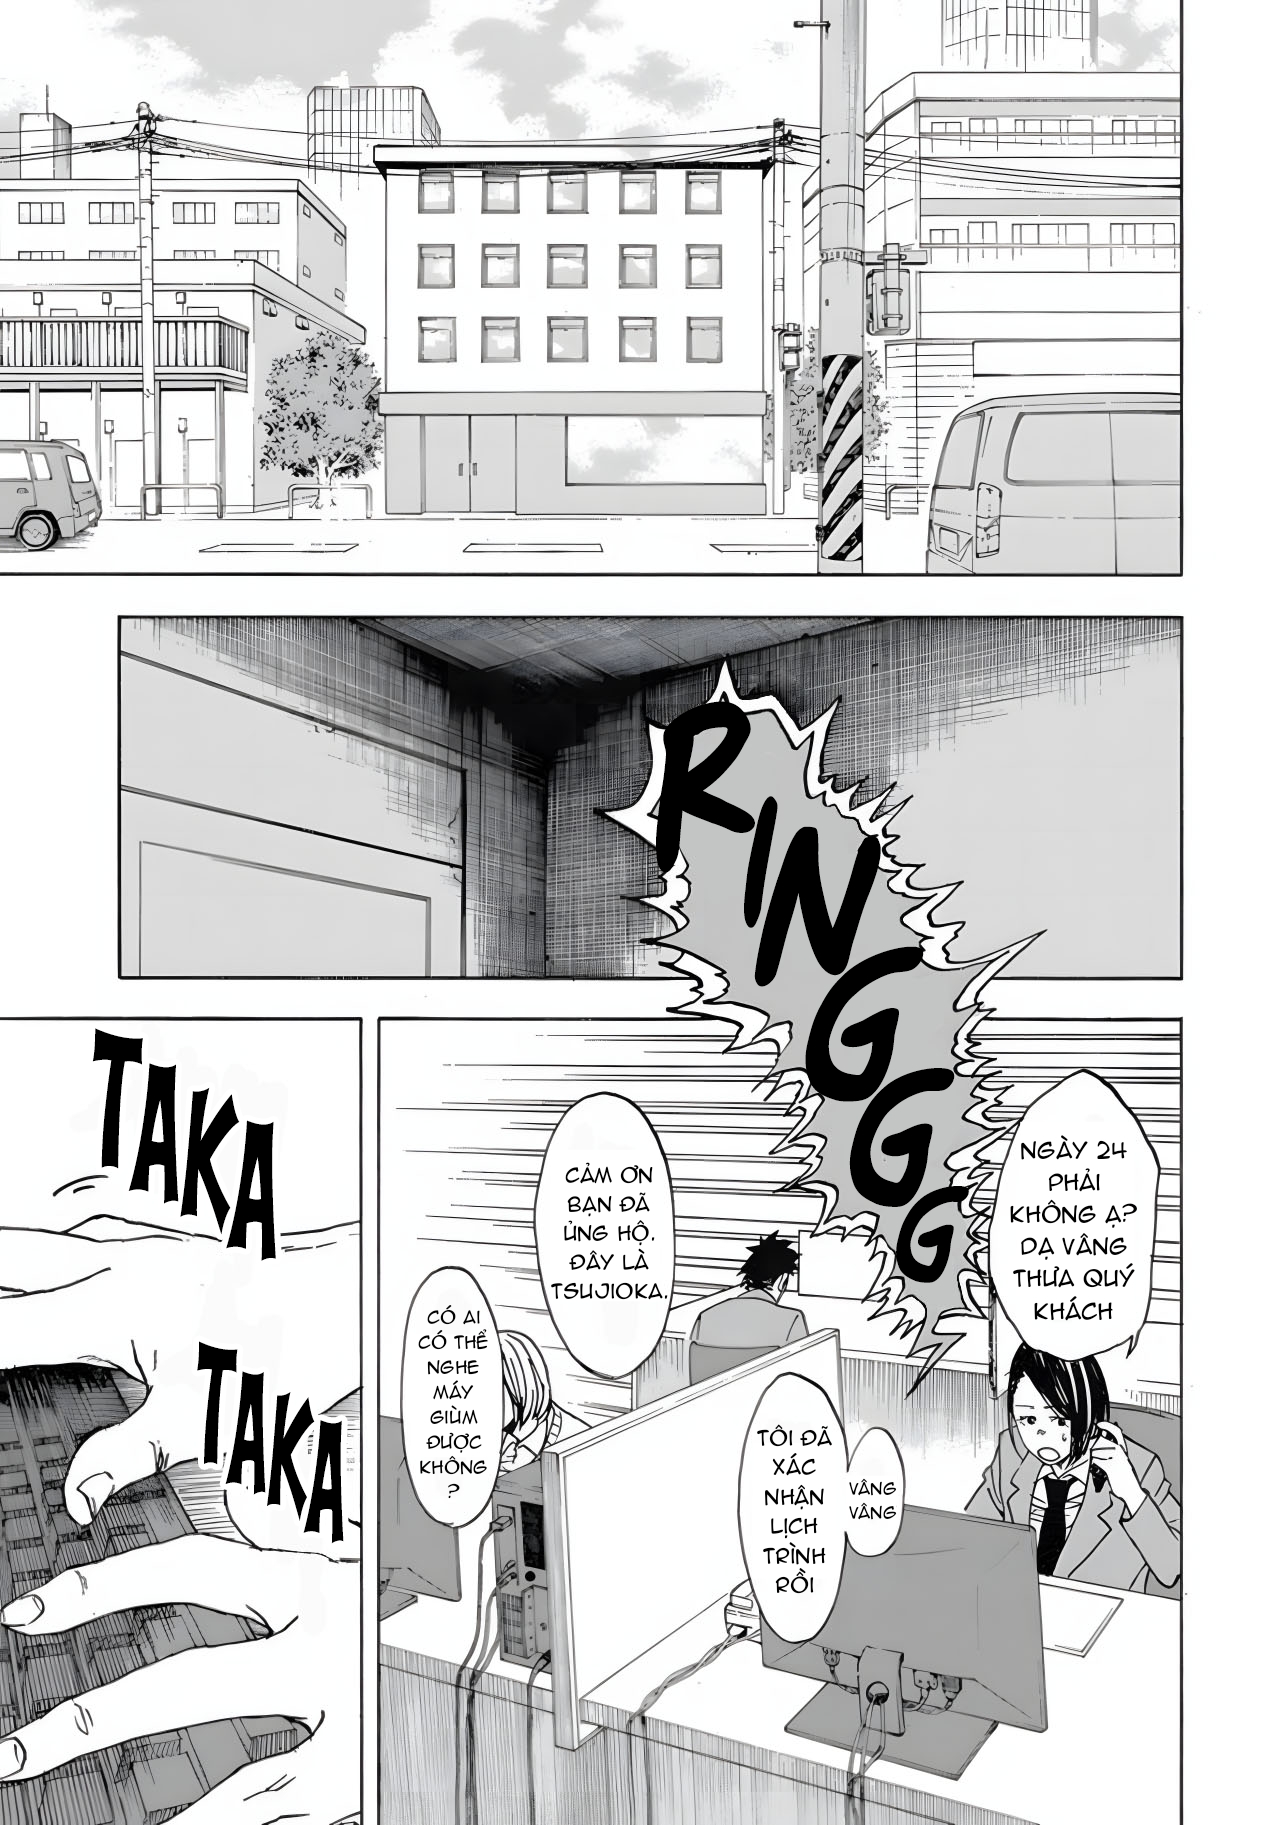 RINGGG
NGÀY 24
PHẢI
KHÔNG Ạ?
DẠ VÂNG
THƯA QUÝ
KHÁCH
CẢM ƠN
BẠN ĐÃ
ỦNG HỘ.
ĐÂY LÀ
TSUJIOKA.
VÂNG
VÂNG
TÔI ĐÃ
XÁC
NHẬN
LỊCH
TRÌNH
RỒI
CÓ AI
CÓ THỂ
NGHE
MÁY
GIÙM
ĐƯỢC
KHÔNG
?
TAKA
TAKA